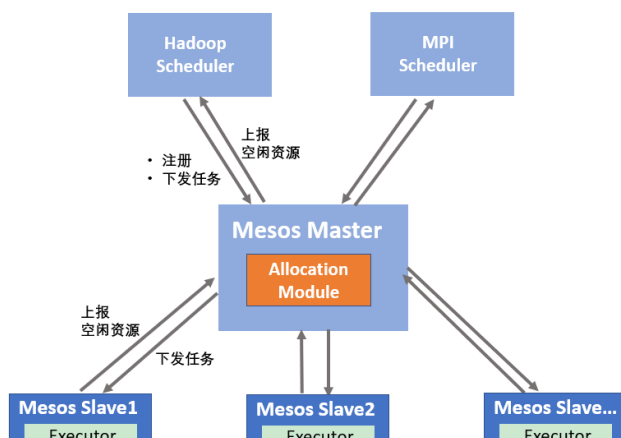 Hadoop
Scheduler
MPI
Scheduler
上报
空闲资源
• 注册
• 下发任务
Mesos Master
Allocation
Module
上报
空闲资源
下发任务
Mesos Slave1
Mesos Slave2
Mesos Slave...
Executor
Executor
Executor